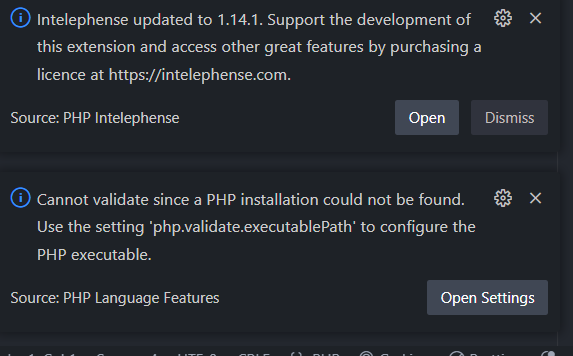 Intelephense updated to 1.14.1. Support the development of
this extension and access other great features by purchasing a
licence at https://intelephense.com.
Source: PHP Intelephense
Open
Dismiss
Cannot validate since a PHP installation could not be found.
Use the setting 'php.validate.executablePath' to configure the
PHP executable.
Source: PHP Language Features
Open Settings